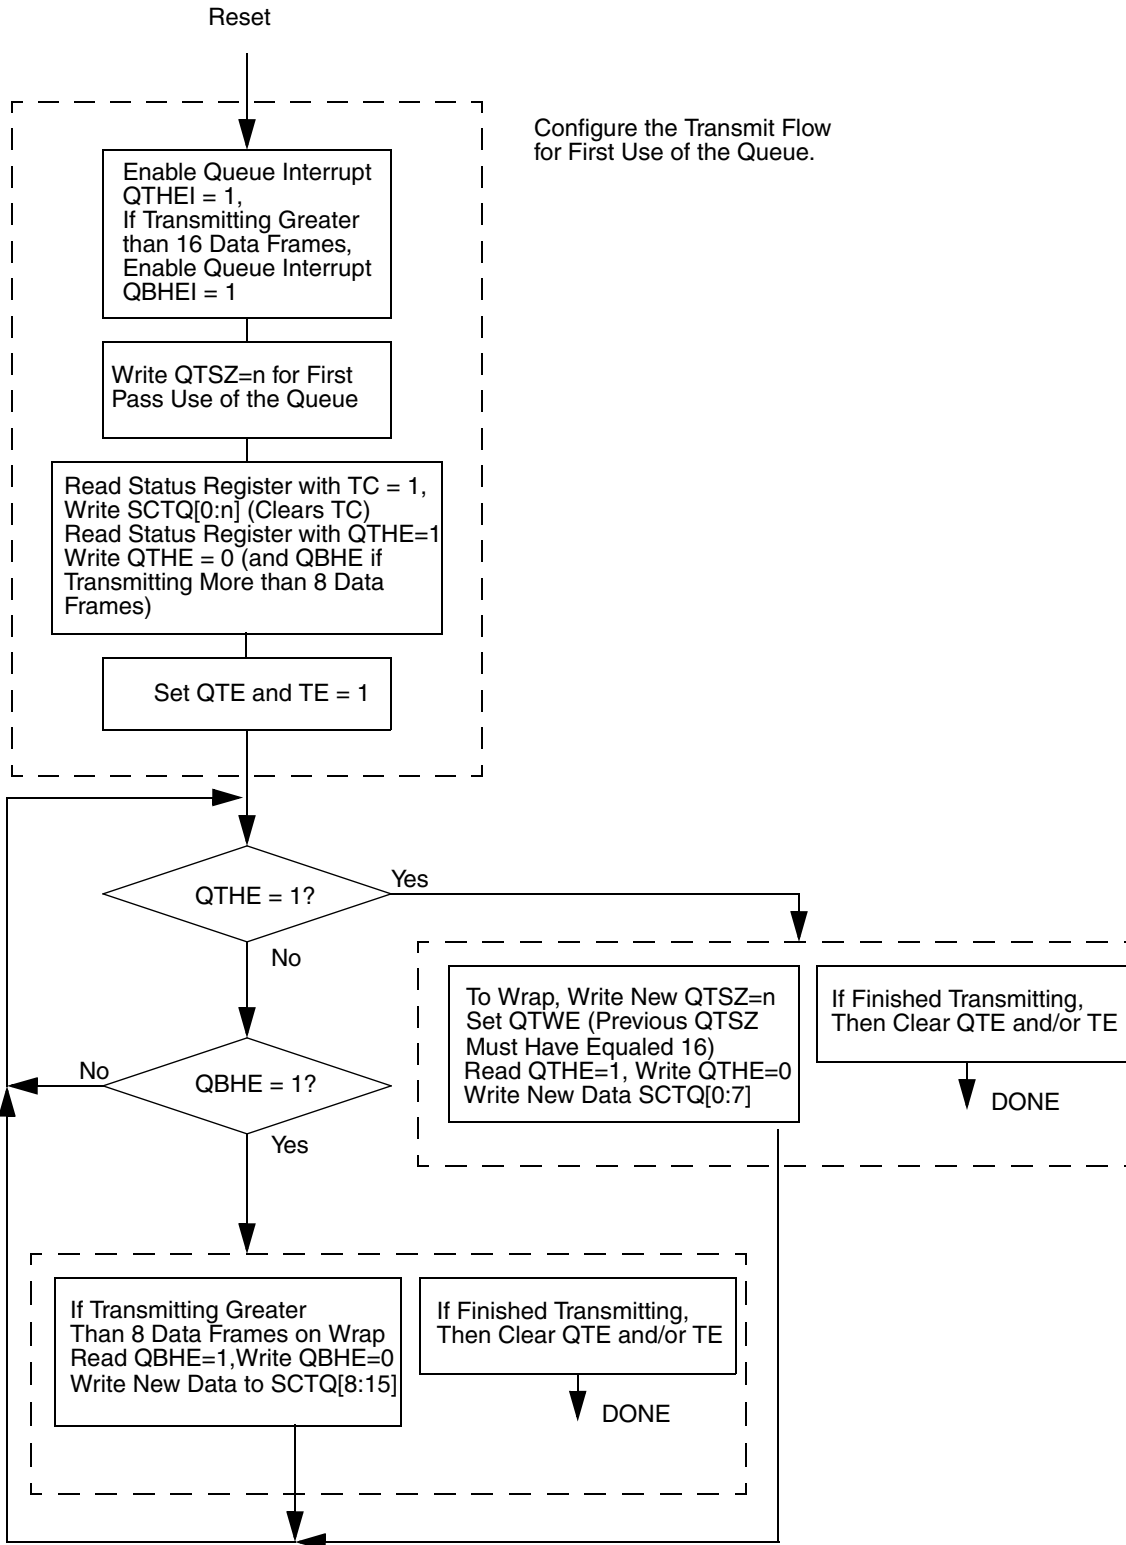 Reset
Configure the Transmit Flow
for First Use of the Queue.
Enable Queue Interrupt
QTHEI = 1,
If Transmitting Greater
than 16 Data Frames,
Enable Queue Interrupt
QBHEI = 1
Write QTSZ=n for First
Pass Use of the Queue
Read Status Register with TC = 1,
Write SCTQ[0:n] (Clears TC)
Read Status Register with QTHE=1
Write QTHE = 0 (and QBHE if
Transmitting More than 8 Data
Frames)
Set QTE and TE = 1
QTHE = 1?
Yes
No
To Wrap, Write New QTSZ=n
Set QTWE (Previous QTSZ
Must Have Equaled 16)
Read QTHE=1, Write QTHE=0
Write New Data SCTQ[0:7]
If Finished Transmitting,
Then Clear QTE and/or TE
DONE
QBHE = 1?
No
Yes
If Transmitting Greater
Than 8 Data Frames on Wrap
Read QBHE=1,Write QBHE=0
Write New Data to SCTQ[8:15]
If Finished Transmitting,
Then Clear QTE and/or TE
DONE